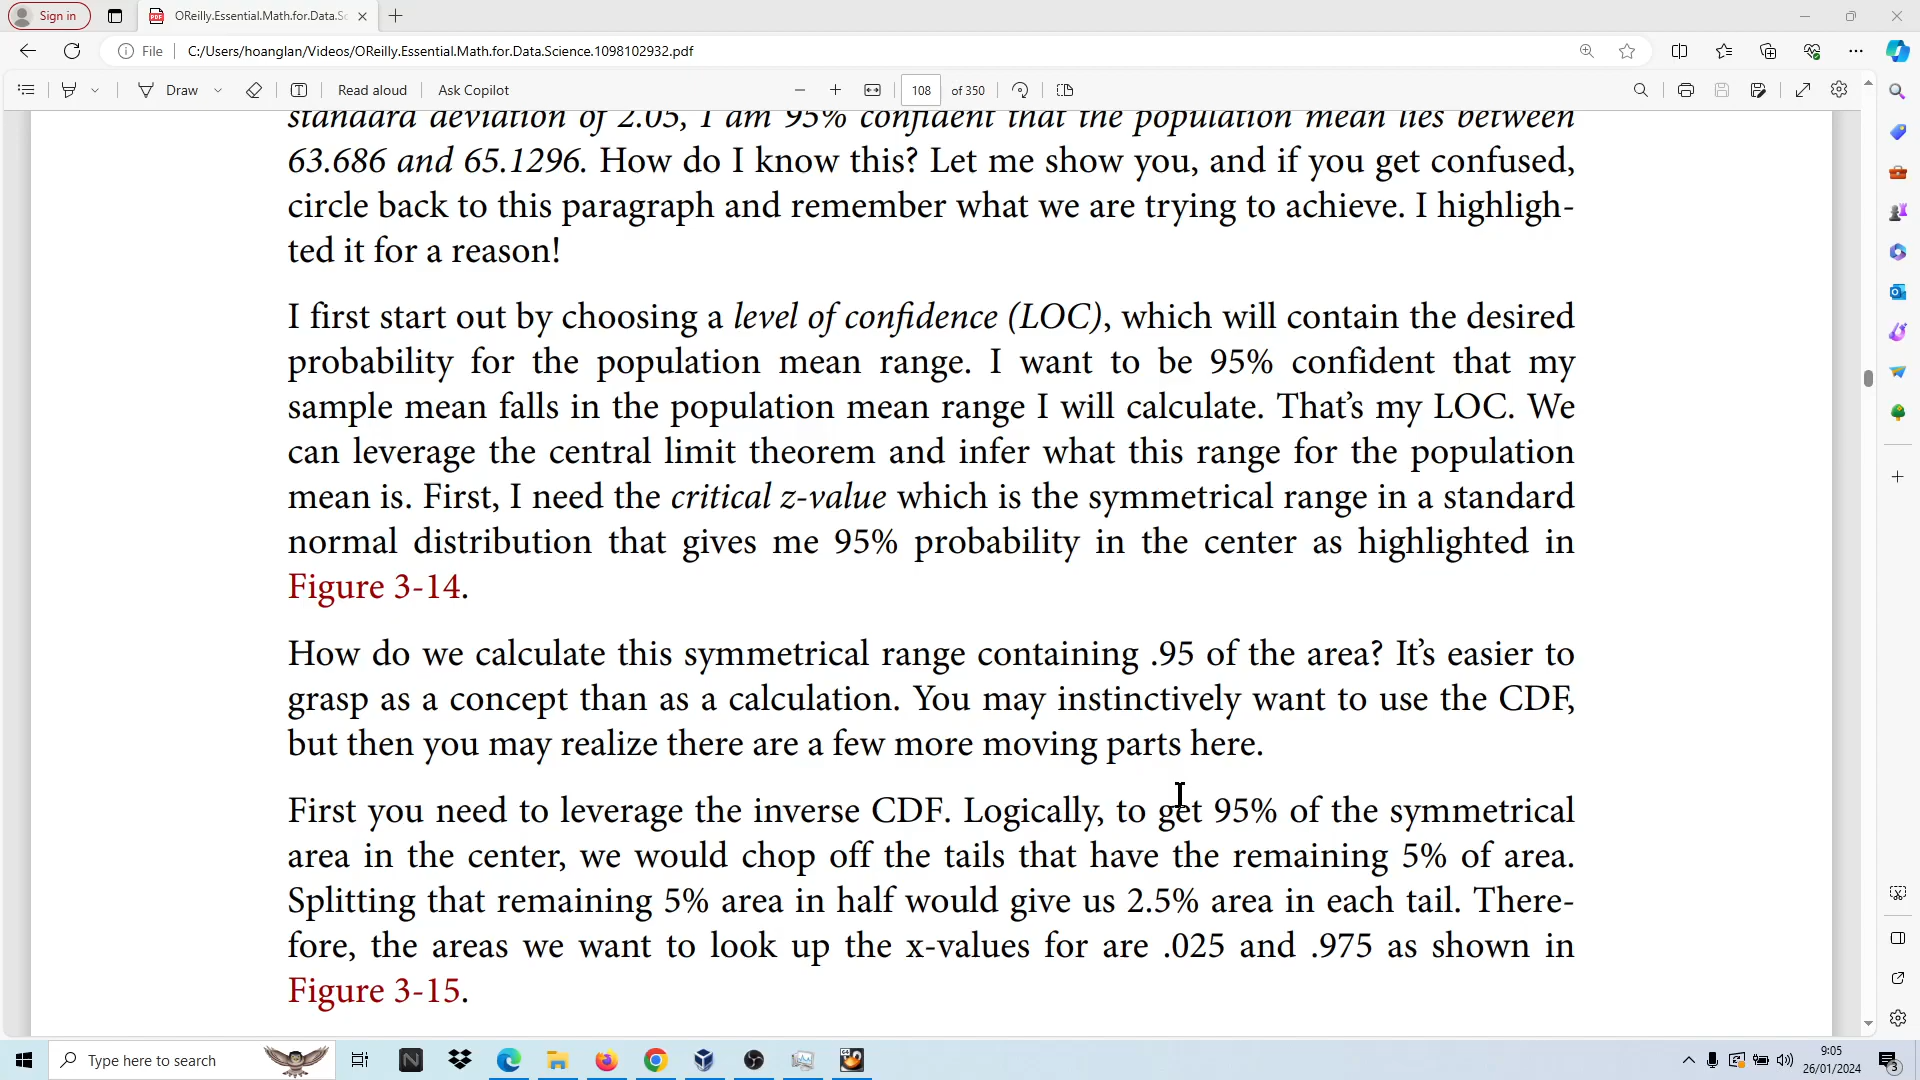 Sign in
OReilly.Essential.Math.for.Data.Sc
File
C:/Users/hoanglan/Videos/OReilly.Essential.Math.for.Data.Science.1098102932.pdf
Draw
Read aloud
Ask Copilot
108 of 350
standard deviation of 2.05, I am 95% confident that the population mean lies between
63.686 and 65.1296. How do I know this? Let me show you, and if you get confused,
circle back to this paragraph and remember what we are trying to achieve. I highligh-
ted it for a reason!
I first start out by choosing a level of confidence (LOC), which will contain the desired
probability for the population mean range. I want to be 95% confident that my
sample mean falls in the population mean range I will calculate. That’s my LOC. We
can leverage the central limit theorem and infer what this range for the population
mean is. First, I need the critical z-value which is the symmetrical range in a standard
normal distribution that gives me 95% probability in the center as highlighted in
Figure 3-14.
How do we calculate this symmetrical range containing .95 of the area? It’s easier to
grasp as a concept than as a calculation. You may instinctively want to use the CDF,
but then you may realize there are a few more moving parts here.
First you need to leverage the inverse CDF. Logically, to get 95% of the symmetrical
area in the center, we would chop off the tails that have the remaining 5% of area.
Splitting that remaining 5% area in half would give us 2.5% area in each tail. There-
fore, the areas we want to look up the x-values for are .025 and .975 as shown in
Figure 3-15.
Type here to search
9:05
26/01/2024
3